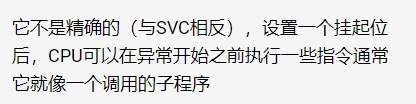 它不是精确的（与SVC相反），设置一个挂起位
后，CPU可以在异常开始之前执行一些指令通常
它就像一个调用的子程序